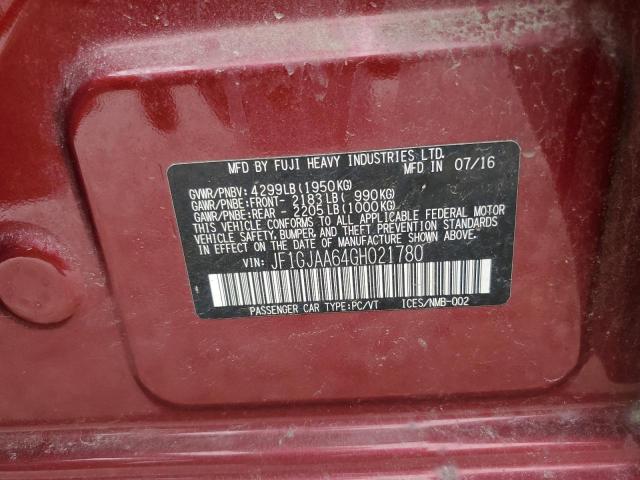 MFD BY FUJI HEAVY INDUSTRIES LTD.
MFD IN 07/16
GVWR/PNBV: 4299LB(1950KG)
GAWR/PNBE:FRONT- 2183LB( 990KG)
GAWR/PNBE:REAR - 2205LB(1000KG)
THIS VEHICLE CONFORMS TO ALL APPLICABLE FEDERAL MOTOR
VEHICLE SAFETY, BUMPER, AND THEFT PREVENTION STANDARDS
IN EFFECT ON THE DATE OF MANUFACTURE SHOWN ABOVE.
VIN: JF1GJAA64GH021780
PASSENGER CAR TYPE:PC/VT ICES/NMB-002